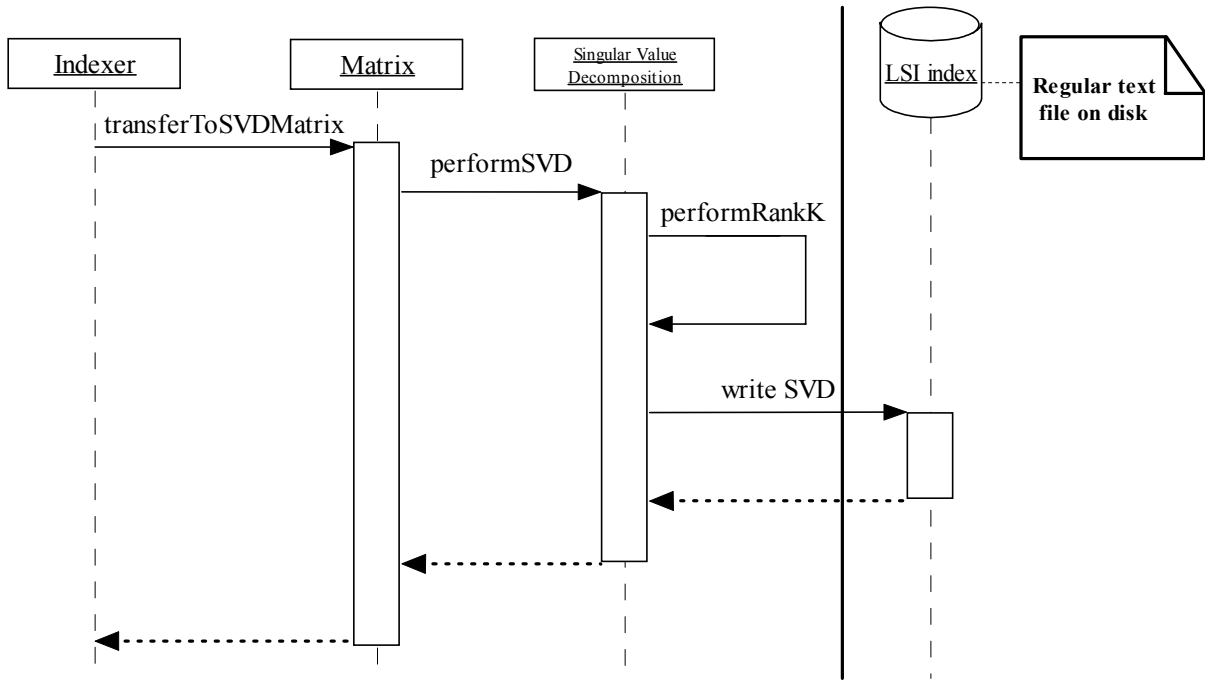 Indexer
Matrix
Singular Value
Decomposition
LSI index
Regular text
file on disk
transferToSVDMatrix
performSVD
performRankK
write SVD